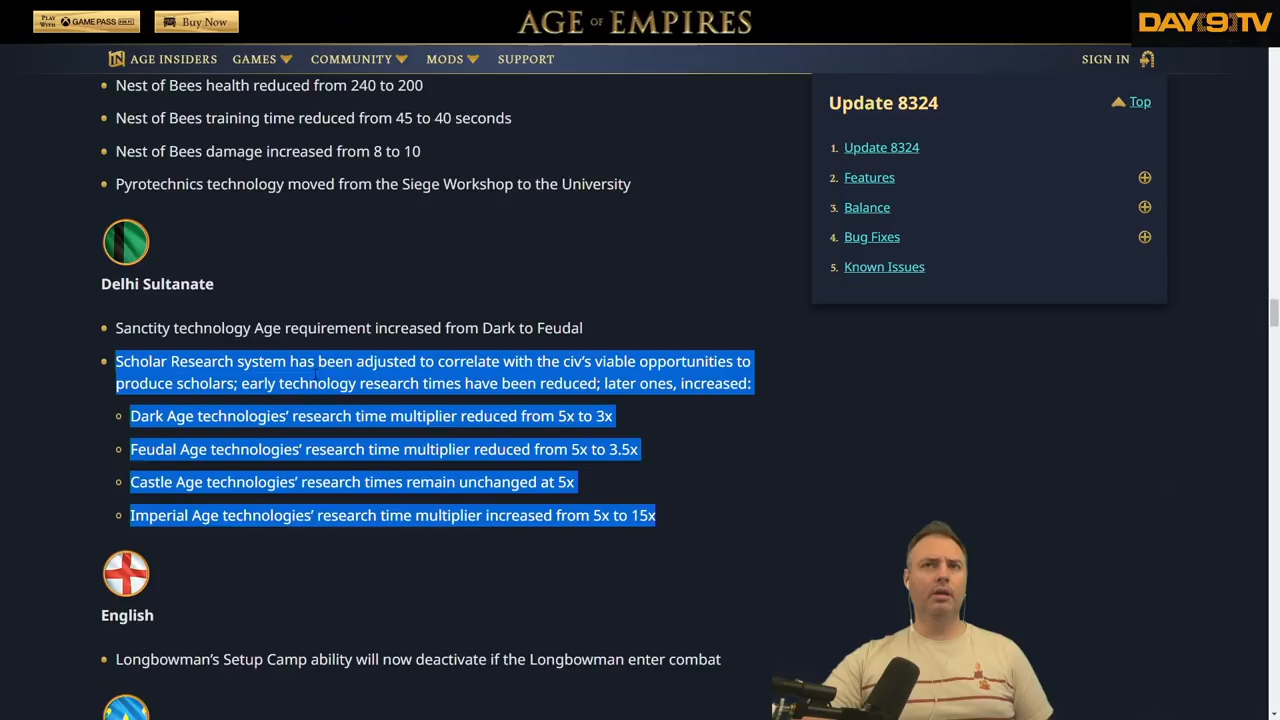 PLAY WITH XBOX GAME PASS FOR PC
Buy Now
AGE OF EMPIRES
DAY[9].TV
AGE INSIDERS
GAMES
COMMUNITY
MODS
SUPPORT
SIGN IN
Nest of Bees health reduced from 240 to 200
Nest of Bees training time reduced from 45 to 40 seconds
Nest of Bees damage increased from 8 to 10
Pyrotechnics technology moved from the Siege Workshop to the University
Delhi Sultanate
Sanctity technology Age requirement increased from Dark to Feudal
Scholar Research system has been adjusted to correlate with the civ’s viable opportunities to
produce scholars; early technology research times have been reduced; later ones, increased:
Dark Age technologies’ research time multiplier reduced from 5x to 3x
Feudal Age technologies’ research time multiplier reduced from 5x to 3.5x
Castle Age technologies’ research times remain unchanged at 5x
Imperial Age technologies’ research time multiplier increased from 5x to 15x
English
Longbowman’s Setup Camp ability will now deactivate if the Longbowman enter combat
Update 8324
Top
1. Update 8324
2. Features
3. Balance
4. Bug Fixes
5. Known Issues